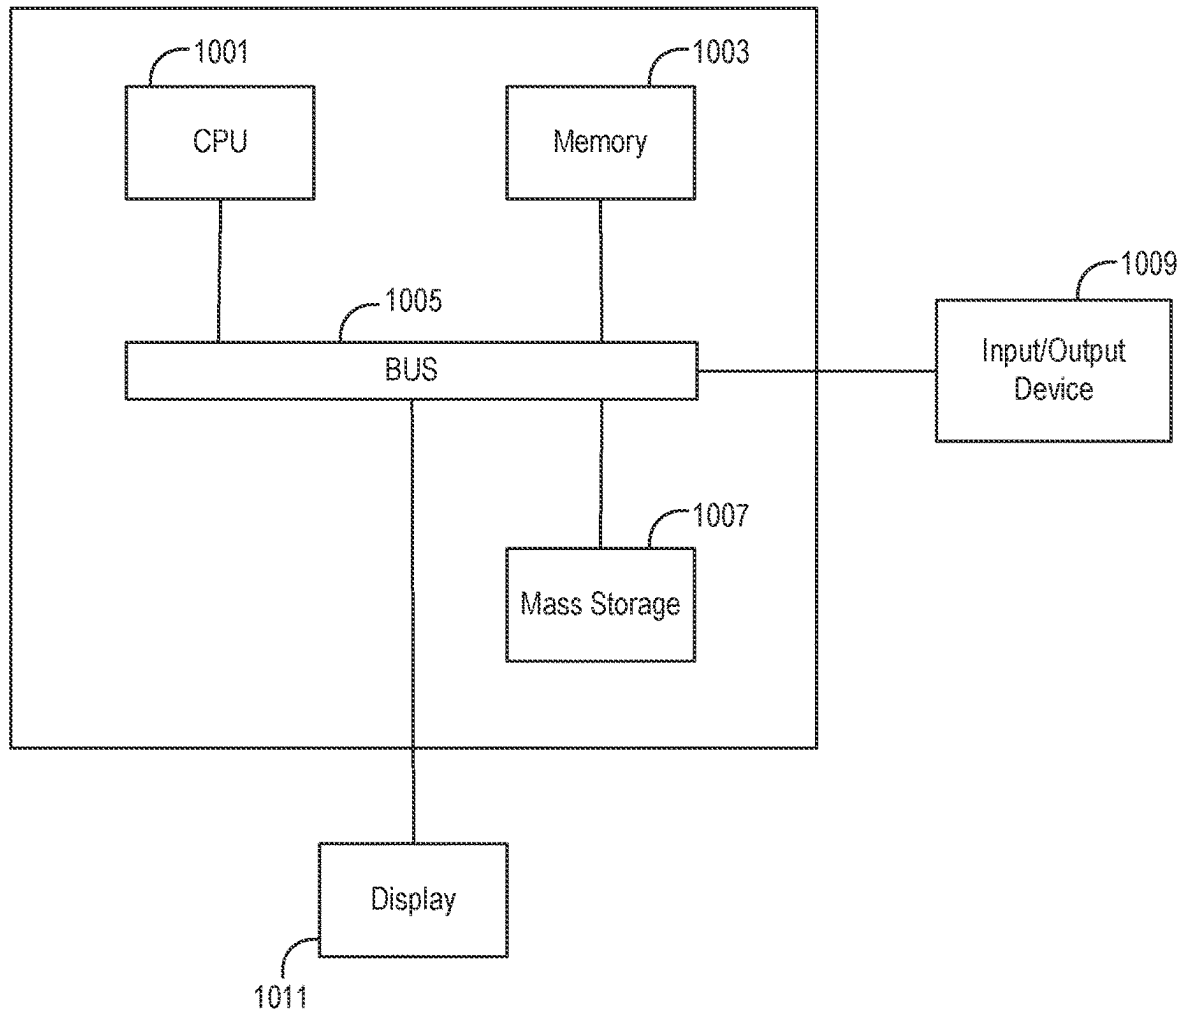 1001
1003
CPU
Memory
1009
1005
Input/Output
Device
BUS
1007
Mass Storage
Display
1011